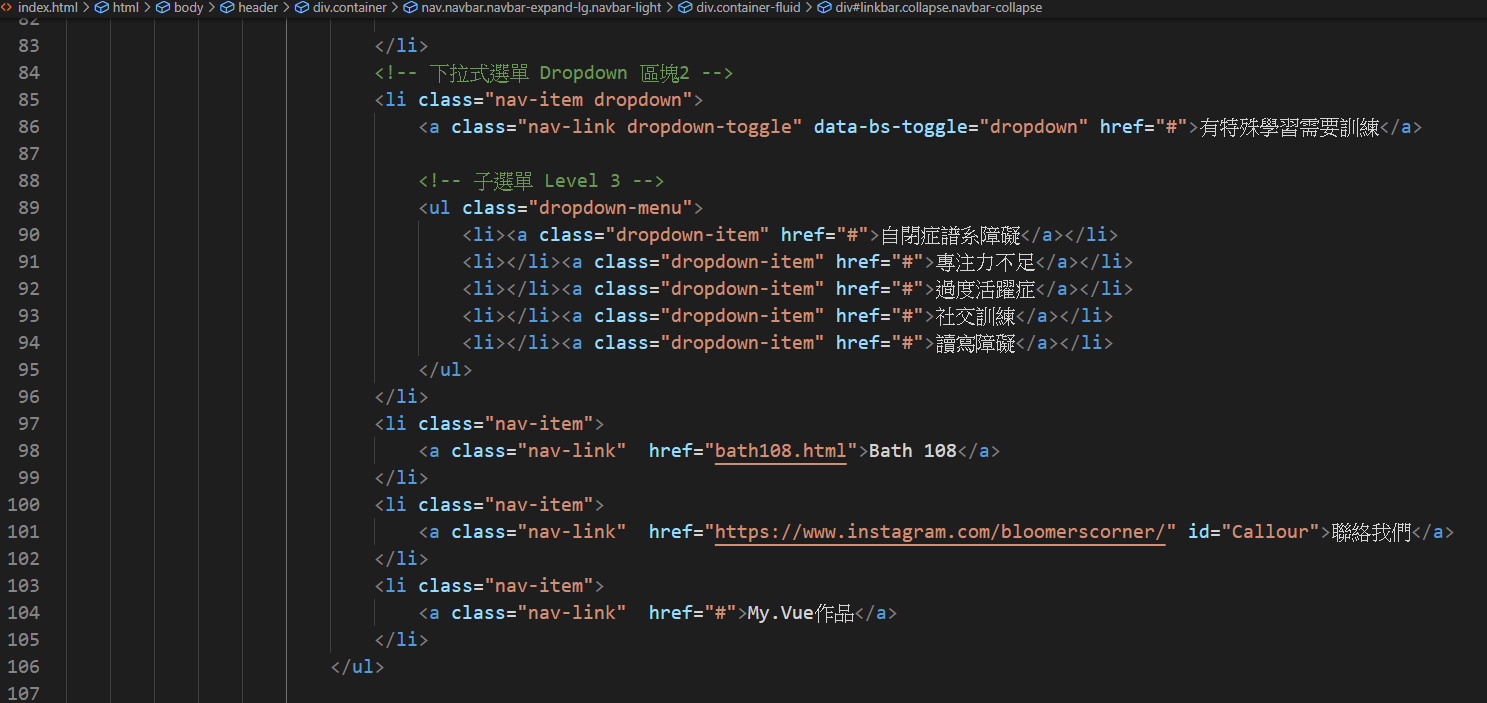 index.html > html > body > header > div.container > nav.navbar.navbar-expand-lg.navbar-light > div.container-fluid > div#linkbar.collapse.navbar-collapse
82
83 </li>
84 <!-- 下拉式選單 Dropdown 區塊2 -->
85 <li class="nav-item dropdown">
86 <a class="nav-link dropdown-toggle" data-bs-toggle="dropdown" href="#">有特殊學習需要訓練</a>
87
88 <!-- 子選單 Level 3 -->
89 <ul class="dropdown-menu">
90 <li><a class="dropdown-item" href="#">自閉症譜系障礙</a></li>
91 <li></li><a class="dropdown-item" href="#">專注力不足</a></li>
92 <li></li><a class="dropdown-item" href="#">過度活躍症</a></li>
93 <li></li><a class="dropdown-item" href="#">社交訓練</a></li>
94 <li></li><a class="dropdown-item" href="#">讀寫障礙</a></li>
95 </ul>
96 </li>
97 <li class="nav-item">
98 <a class="nav-link"  href="bath108.html">Bath 108</a>
99 </li>
100 <li class="nav-item">
101 <a class="nav-link"  href="https://www.instagram.com/bloomerscorner/" id="Callour">聯絡我們</a>
102 </li>
103 <li class="nav-item">
104 <a class="nav-link"  href="#">My.Vue作品</a>
105 </li>
106 </ul>
107